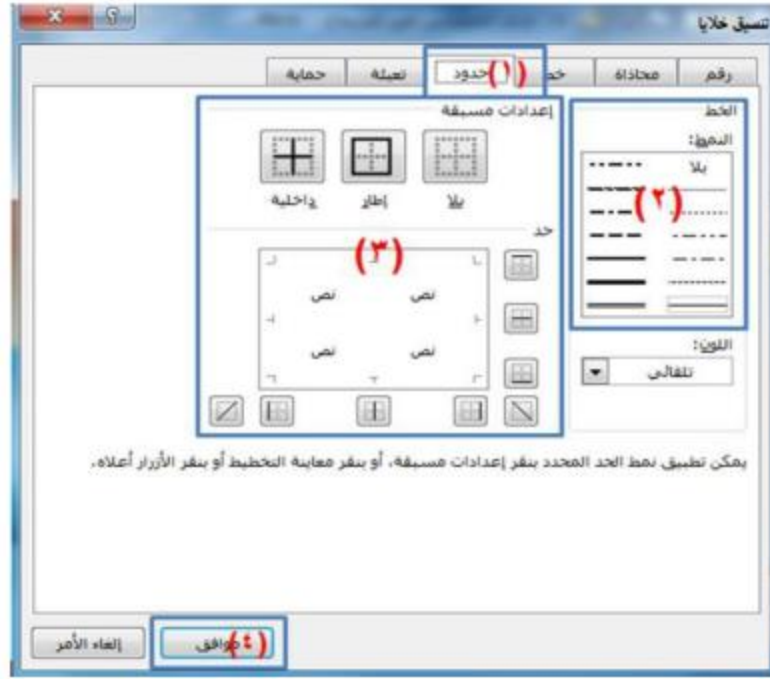 تنسيق خلايا
رقم محاذاة خط (١) حدود تعبئة حماية
الخط
النمط:
بلا
(٢)
اللون:
تلقائي
إعدادات مسبقة
بلا إطار داخلية
حد
(٣)
نص نص
نص نص
يمكن تطبيق نمط الحد المحدد بنقر إعدادات مسبقة، أو بنقر معاينة التخطيط أو بنقر الأزرار أعلاه.
(٤) موافق إلغاء الأمر